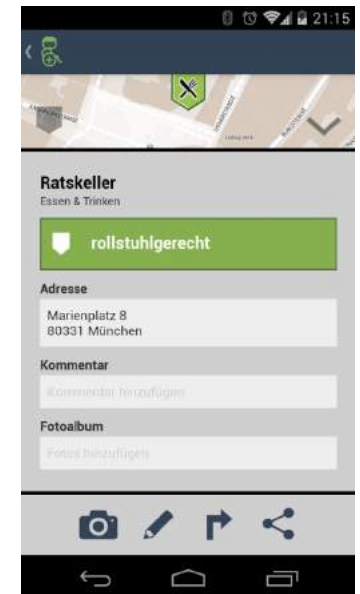 21:15
Ratskeller
Essen & Trinken
rollstuhlgerecht
Adresse
Marienplatz 8
80331 München
Kommentar
Kommentar hinzufügen
Fotoalbum
Fotos hinzufügen